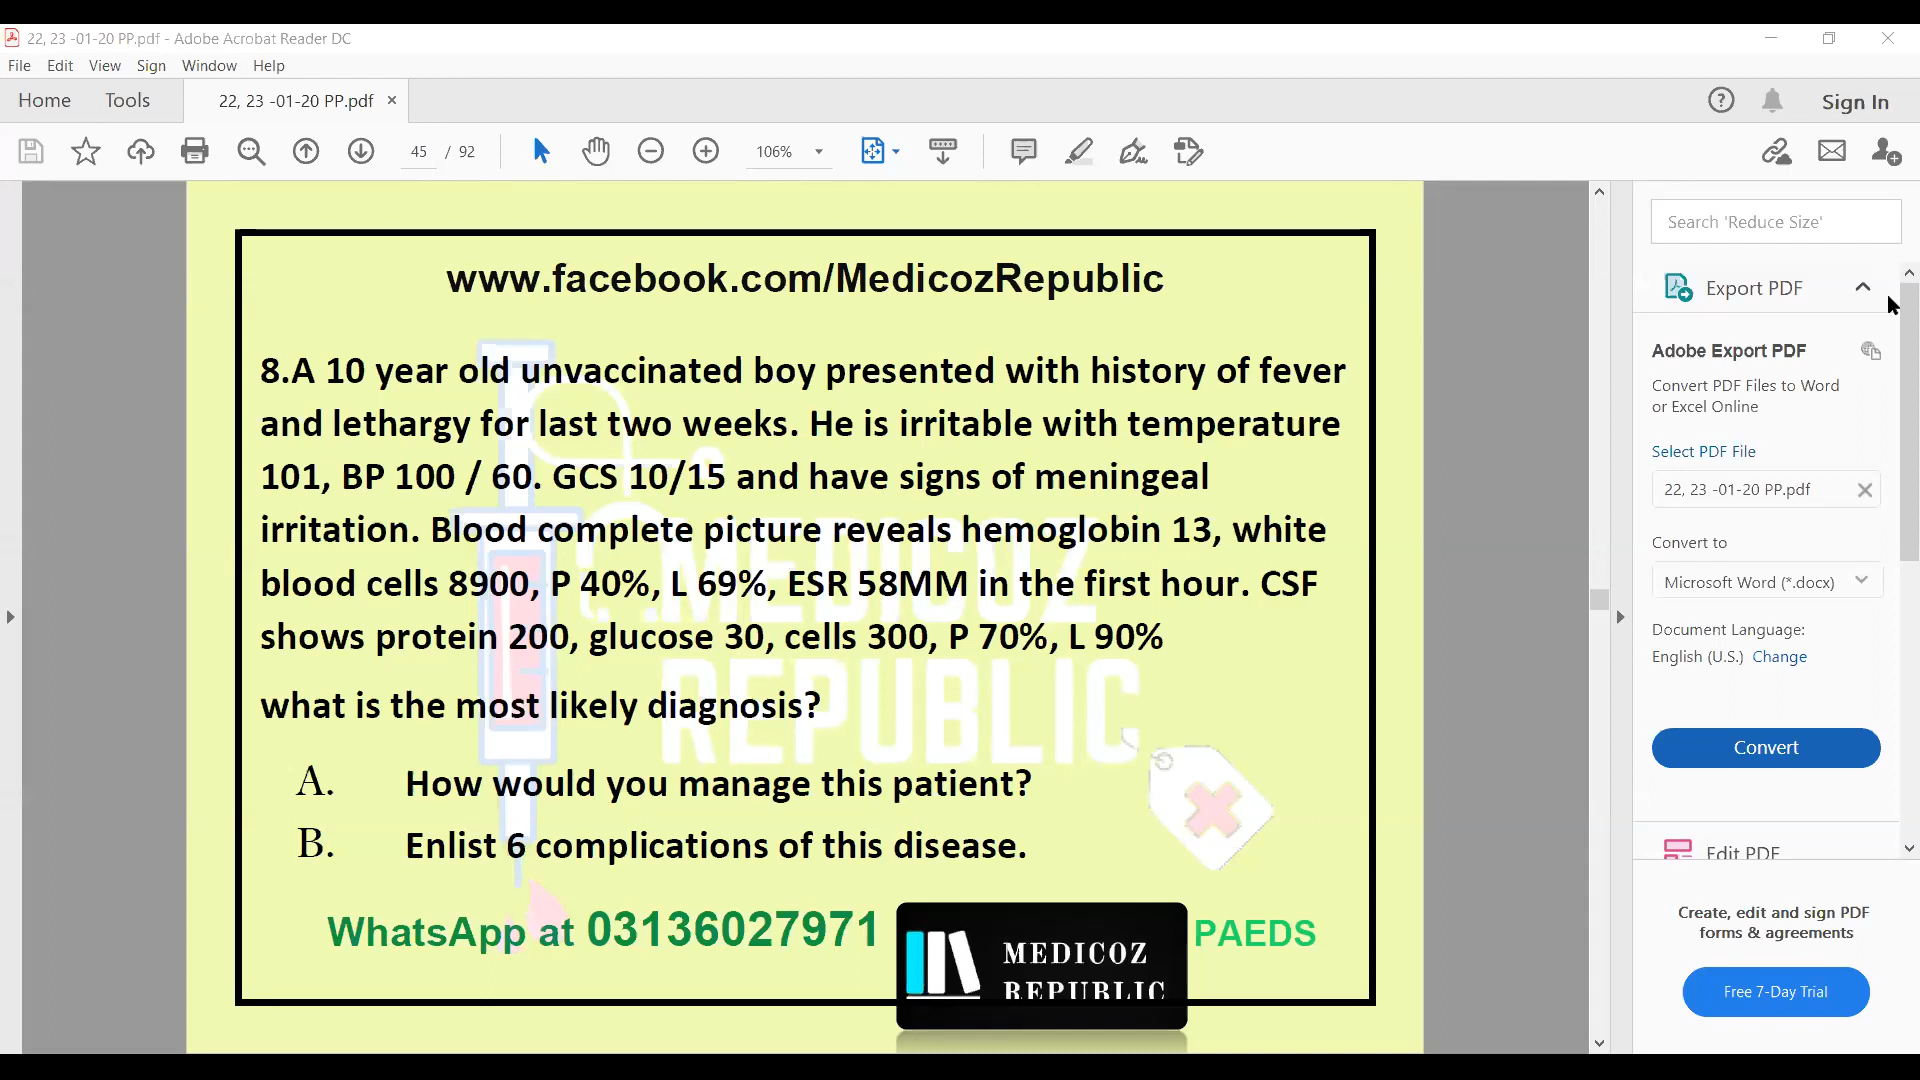 22, 23 -01-20 PP.pdf - Adobe Acrobat Reader DC
File Edit View Sign Window Help
Home Tools 22, 23 -01-20 PP.pdf × Sign In
45 / 92 106%
www.facebook.com/MedicozRepublic
8.A 10 year old unvaccinated boy presented with history of fever
and lethargy for last two weeks. He is irritable with temperature
101, BP 100 / 60. GCS 10/15 and have signs of meningeal
irritation. Blood complete picture reveals hemoglobin 13, white
blood cells 8900, P 40%, L 69%, ESR 58MM in the first hour. CSF
shows protein 200, glucose 30, cells 300, P 70%, L 90%
what is the most likely diagnosis?
A. How would you manage this patient?
B. Enlist 6 complications of this disease.
WhatsApp at 03136027971
MEDICOZ
REPUBLIC
PAEDS
MEDICOZ
REPUBLIC
Search 'Reduce Size'
Export PDF
Adobe Export PDF
Convert PDF Files to Word
or Excel Online
Select PDF File
22, 23 -01-20 PP.pdf
Convert to
Microsoft Word (*.docx)
Document Language:
English (U.S.) Change
Convert
Edit PDF
Create, edit and sign PDF
forms & agreements
Free 7-Day Trial